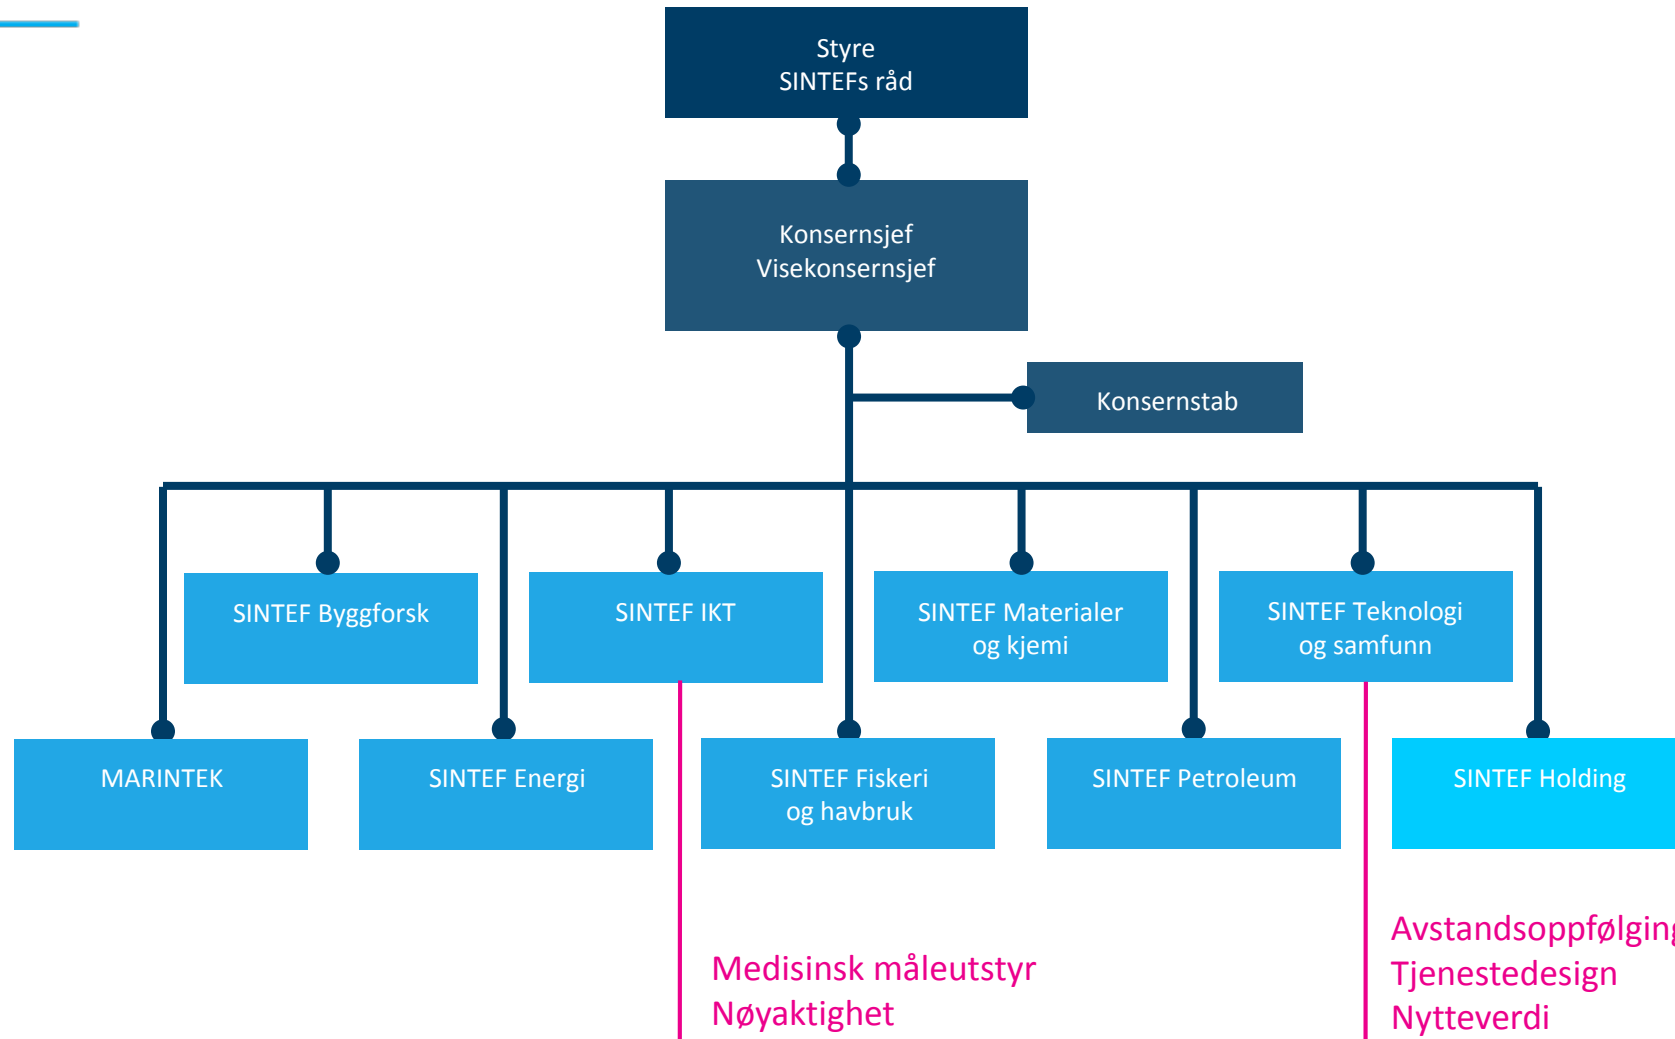 Styre
SINTEFs råd
Konsernsjef
Visekonsernsjef
Konsernstab
SINTEF Byggforsk
SINTEF IKT
SINTEF Materialer
og kjemi
SINTEF Teknologi
og samfunn
MARINTEK
SINTEF Energi
SINTEF Fiskeri
og havbruk
SINTEF Petroleum
SINTEF Holding
Medisinsk måleutstyr
Nøyaktighet
Avstandsoppfølging
Tjenestedesign
Nytteverdi